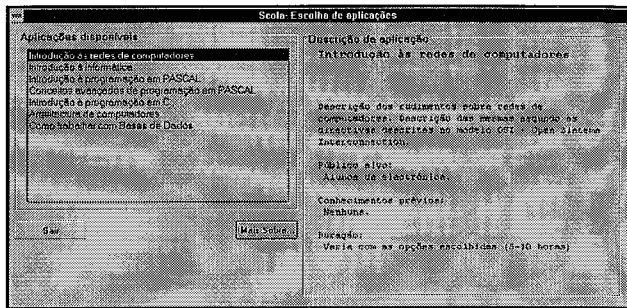 Scola- Escolha de aplicações
Aplicações disponíveis
Introdução às redes de computadores
Introdução à Informática
Introdução à programação em PASCAL
Conceitos avançados de programação em PASCAL
Introdução à programação em C
Arquitectura de computadores
Como trabalhar com Bases de Dados
Sair
Mais Sobre...
Descrição da aplicação
Introdução às redes de computadores
Descrição dos rudimentos sobre redes de
computadores. Descrição das mesmas segundo as
directivas descritas no modelo OSI - Open Sistems
Interconnection.
Público alvo:
Alunos de electrónica.
Conhecimentos prévios:
Nenhuns.
Duração:
Varia com as opções escolhidas (5-10 horas)